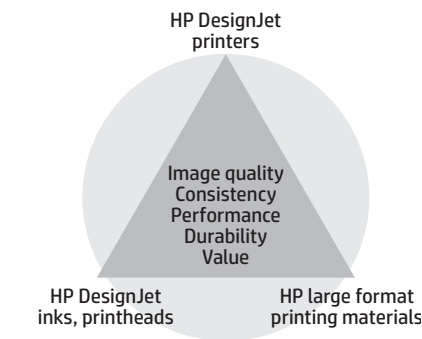 HP DesignJet
printers
Image quality
Consistency
Performance
Durability
Value
HP DesignJet
inks, printheads
HP large format
printing materials